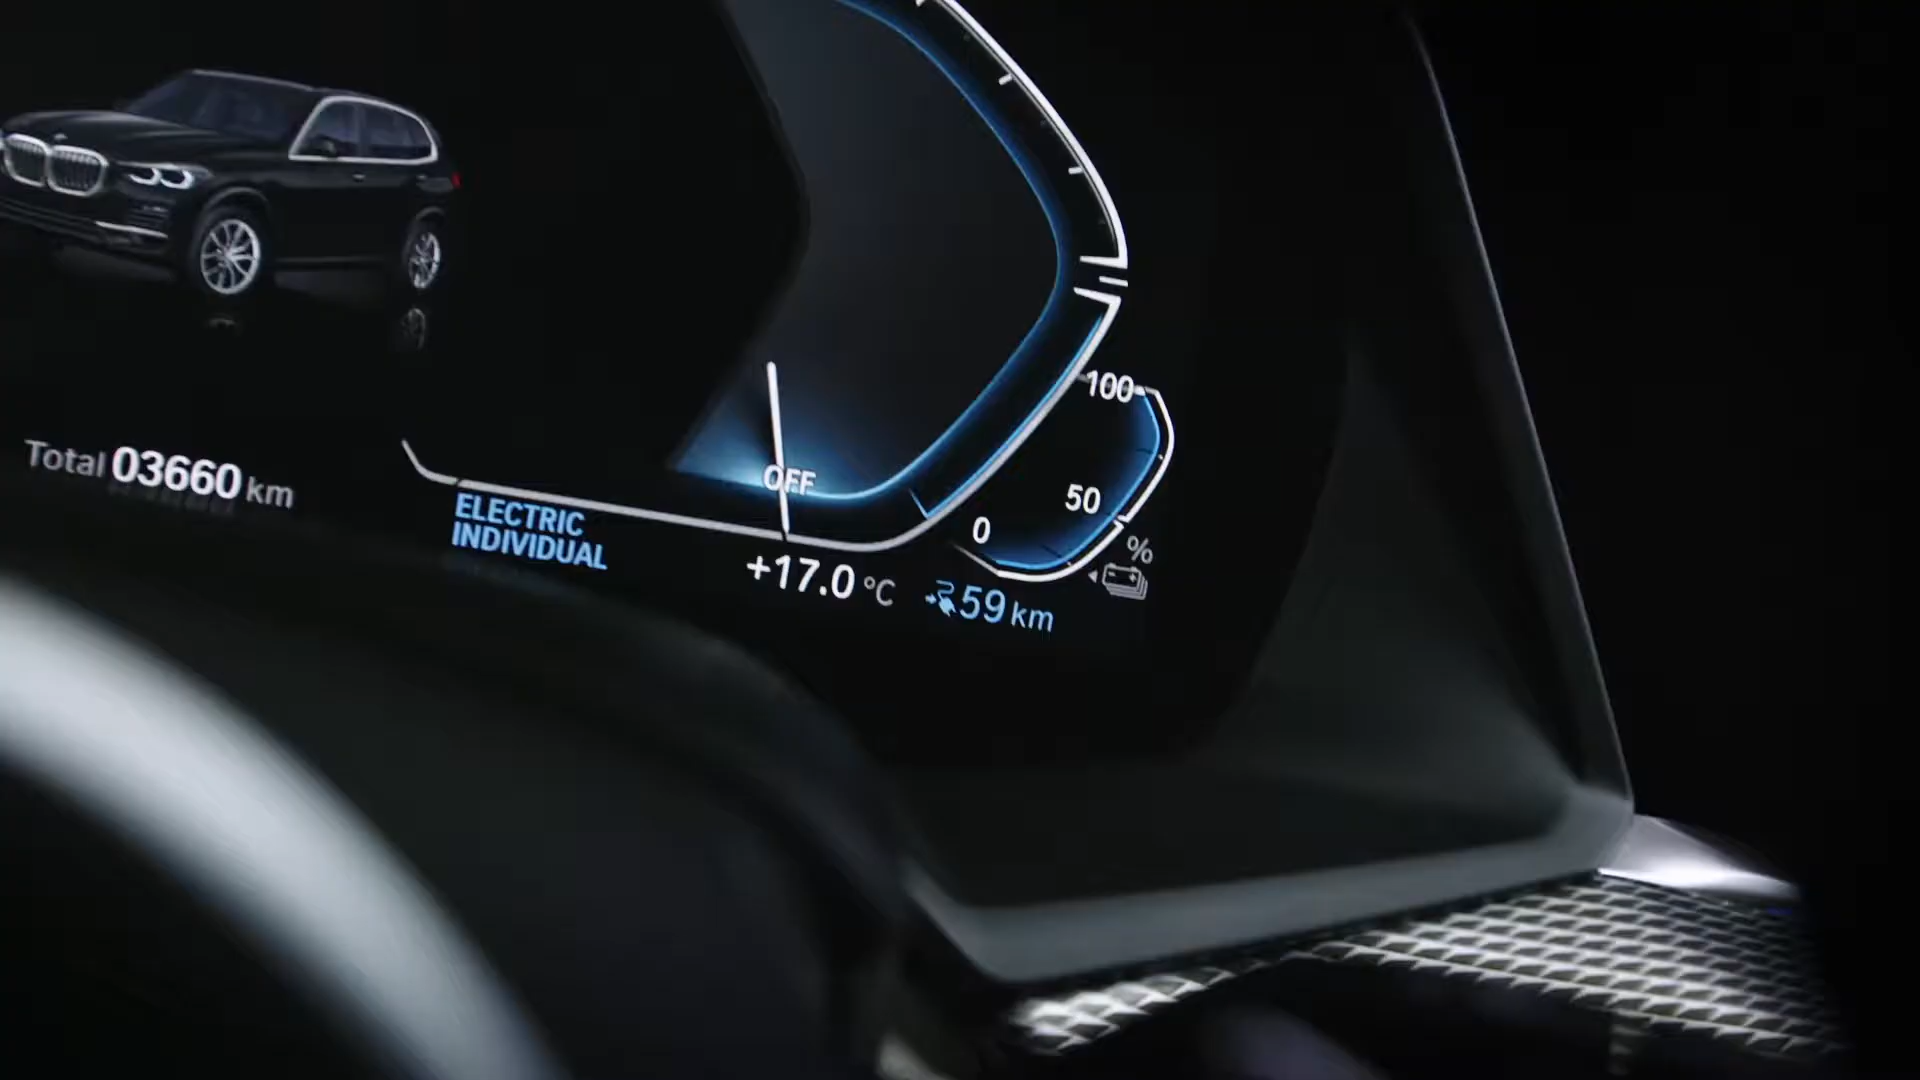 100
50
0
%
OFF
Total 03660 km
ELECTRIC
INDIVIDUAL
+17.0 °C
59 km